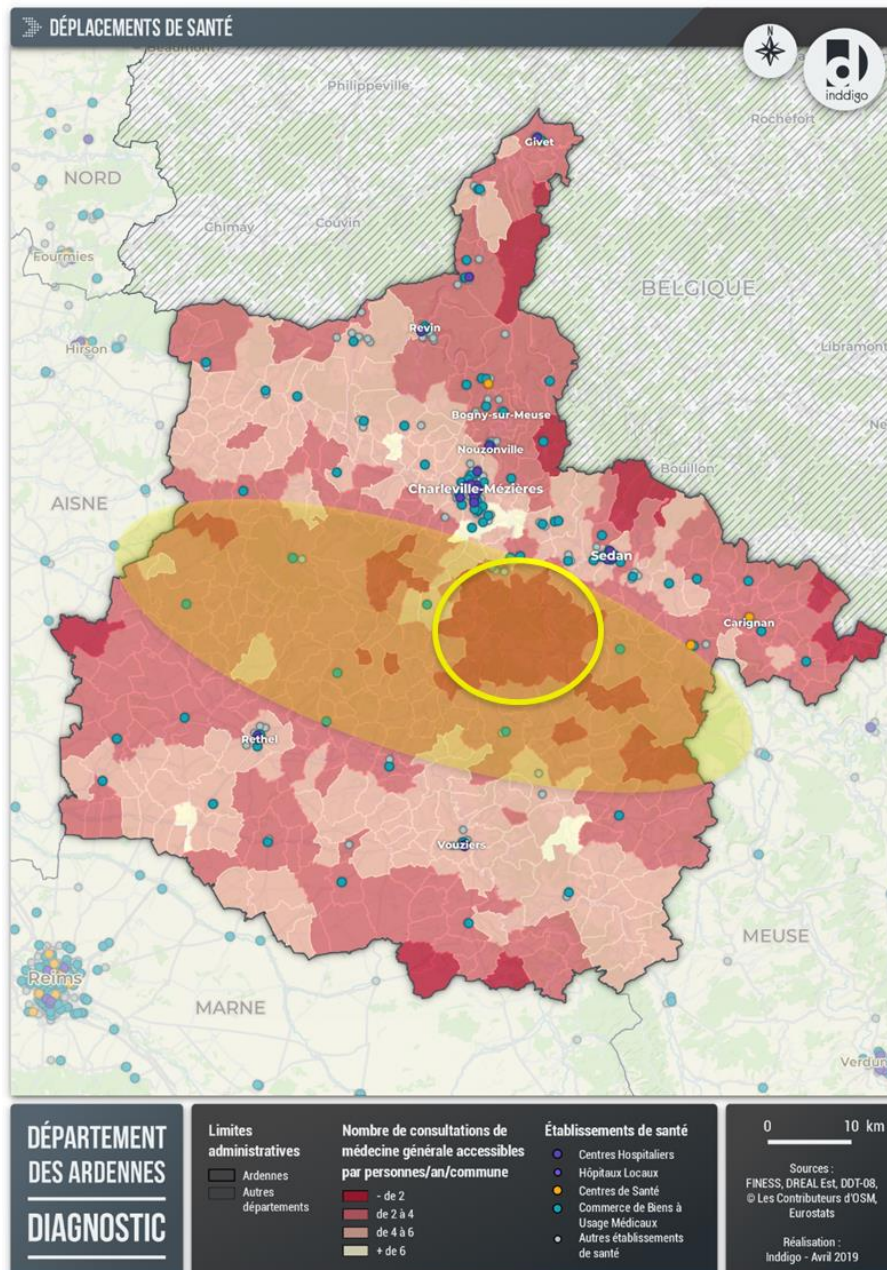 DÉPLACEMENTS DE SANTÉ
N
inddigo
Beaumont
Philippeville
Rochefort
Givet
NORD
Chimay
Couvin
Fourmies
BELGIQUE
Hirson
Revin
Libramont
Bogny-sur-Meuse
Nouzonville
Bouillon
Charleville-Mézières
AISNE
Sedan
Carignan
Rethel
Vouziers
MEUSE
Reims
MARNE
Verdun
DÉPARTEMENT
DES ARDENNES
DIAGNOSTIC
Limites
administratives
Ardennes
Autres
départements
Nombre de consultations de
médecine générale accessibles
par personnes/an/commune
- de 2
de 2 à 4
de 4 à 6
+ de 6
Établissements de santé
Centres Hospitaliers
Hôpitaux Locaux
Centres de Santé
Commerce de Biens à
Usage Médicaux
Autres établissements
de santé
0 10 km
Sources :
FINESS, DREAL Est, DDT-08,
© Les Contributeurs d'OSM,
Eurostats
Réalisation :
Inddigo - Avril 2019